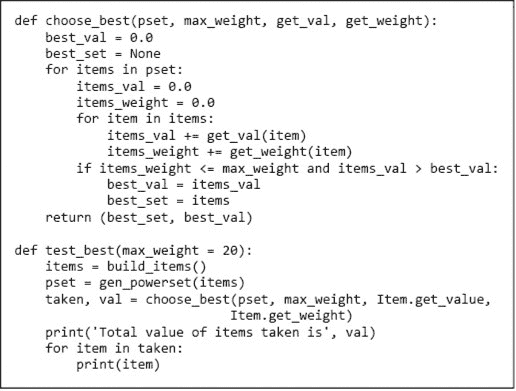 def choose_best(pset, max_weight, get_val, get_weight):
    best_val = 0.0
    best_set = None
    for items in pset:
        items_val = 0.0
        items_weight = 0.0
        for item in items:
            items_val += get_val(item)
            items_weight += get_weight(item)
        if items_weight <= max_weight and items_val > best_val:
            best_val = items_val
            best_set = items
    return (best_set, best_val)

def test_best(max_weight = 20):
    items = build_items()
    pset = gen_powerset(items)
    taken, val = choose_best(pset, max_weight, Item.get_value,
                             Item.get_weight)
    print('Total value of items taken is', val)
    for item in taken:
        print(item)